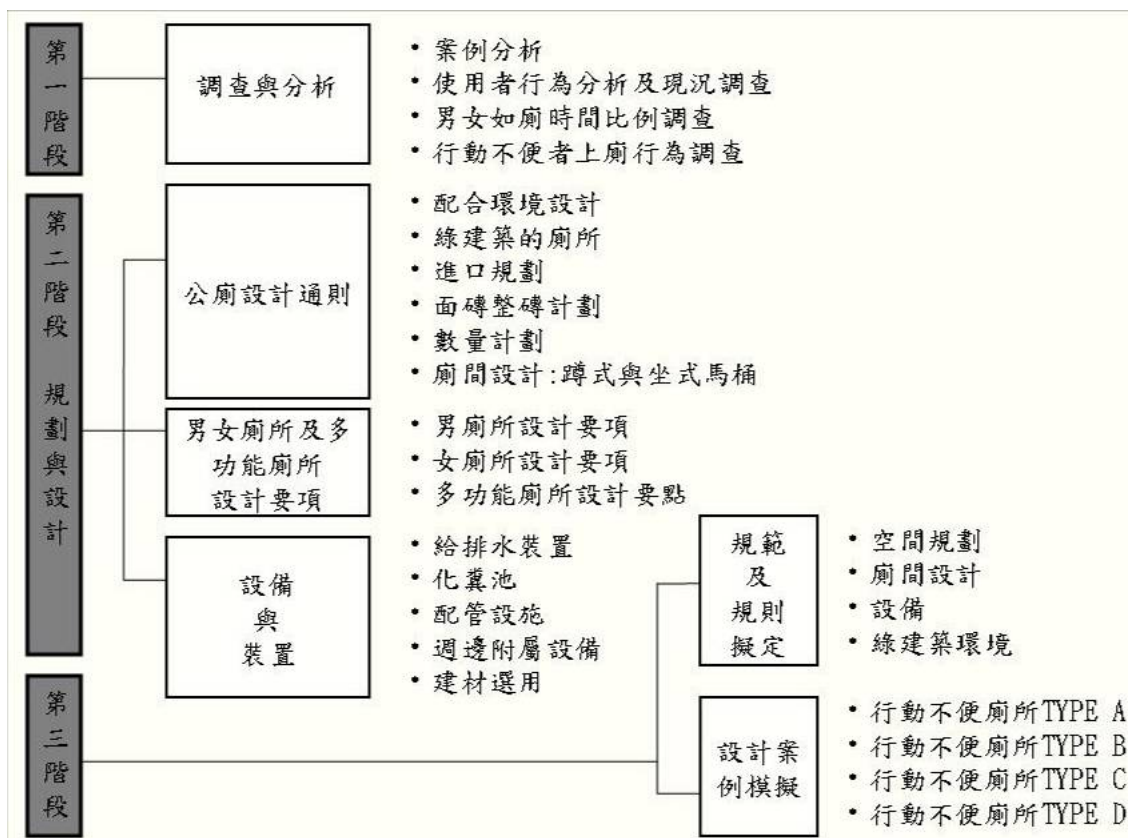 第一階段
調查與分析
• 案例分析
• 使用者行為分析及現況調查
• 男女如廁時間比例調查
• 行動不便者上廁行為調查
第二階段 規劃與設計
公廁設計通則
• 配合環境設計
• 綠建築的廁所
• 進口規劃
• 面磚整磚計劃
• 數量計劃
• 廁間設計:蹲式與坐式馬桶
男女廁所及多
功能廁所
設計要項
• 男廁所設計要項
• 女廁所設計要項
• 多功能廁所設計要點
設備
與
裝置
• 給排水裝置
• 化糞池
• 配管設施
• 週邊附屬設備
• 建材選用
第三階段
規範
及
規則
擬定
• 空間規劃
• 廁間設計
• 設備
• 綠建築環境
設計案
例模擬
• 行動不便廁所TYPE A
• 行動不便廁所TYPE B
• 行動不便廁所TYPE C
• 行動不便廁所TYPE D